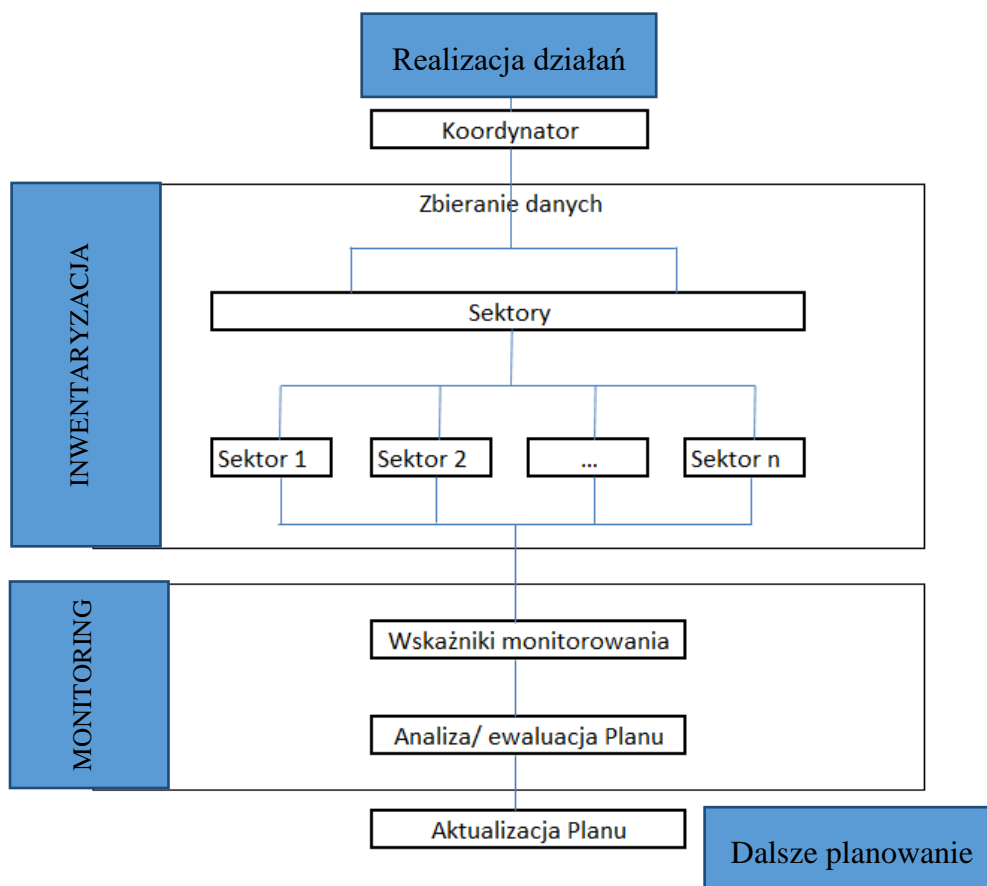 Realizacja działań
Koordynator
INWENTARYZACJA
Zbieranie danych
Sektory
Sektor 1
Sektor 2
...
Sektor n
MONITORING
Wskażniki monitorowania
Analiza/ ewaluacja Planu
Aktualizacja Planu
Dalsze planowanie